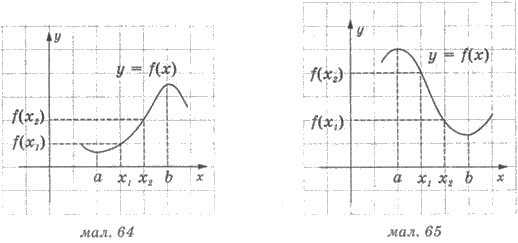 y
y = f(x)
f(x₂)
f(x₁)
a x₁ x₂ b x
мал. 64
y
y = f(x)
f(x₂)
f(x₁)
a x₁ x₂ b x
мал. 65